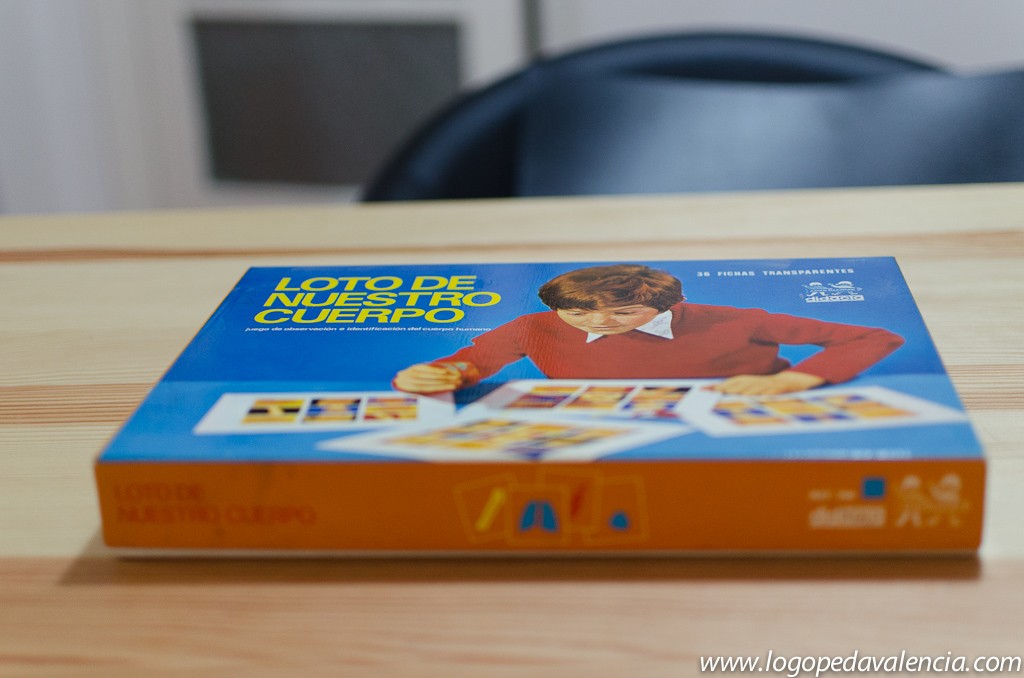 LOTO DE
NUESTRO
CUERPO
juego de observación e identificación del cuerpo humano
36 FICHAS TRANSPARENTES
didacta
LOTO DE
NUESTRO CUERPO
didacta
www.logopedavalencia.com